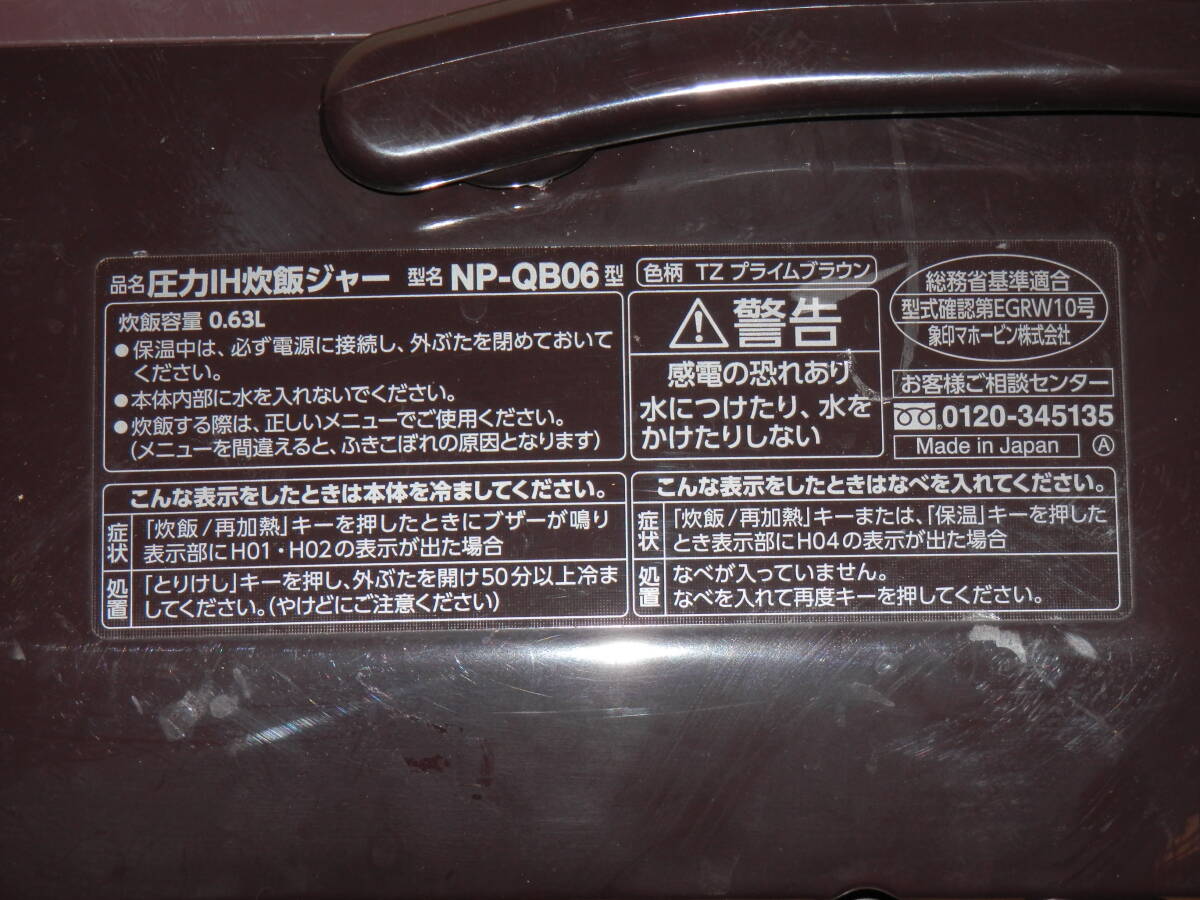 品名 圧力IH炊飯ジャー 型名 NP-QB06型
炊飯容量 0.63L
●保温中は、必ず電源に接続し、外ぶたを閉めておいて
ください。
●本体内部に水を入れないでください。
●炊飯する際は、正しいメニューでご使用ください。
(メニューを間違えると、ふきこぼれの原因となります)
色柄 TZ プライムブラウン
警告
感電の恐れあり
水につけたり、水を
かけたりしない
総務省基準適合
型式確認第EGRW10号
象印マホービン株式会社
お客様ご相談センター
0120-345135
Made in Japan Ⓐ
こんな表示をしたときは本体を冷ましてください。
症状 「炊飯/再加熱」キーを押したときにブザーが鳴り
表示部にH01・H02の表示が出た場合
処置 「とりけし」キーを押し、外ぶたを開け50分以上冷ま
してください。(やけどにご注意ください)
こんな表示をしたときはなべを入れてください。
症状 「炊飯/再加熱」キーまたは、「保温」キーを押した
とき表示部にH04の表示が出た場合
処置 なべが入っていません。
なべを入れて再度キーを押してください。